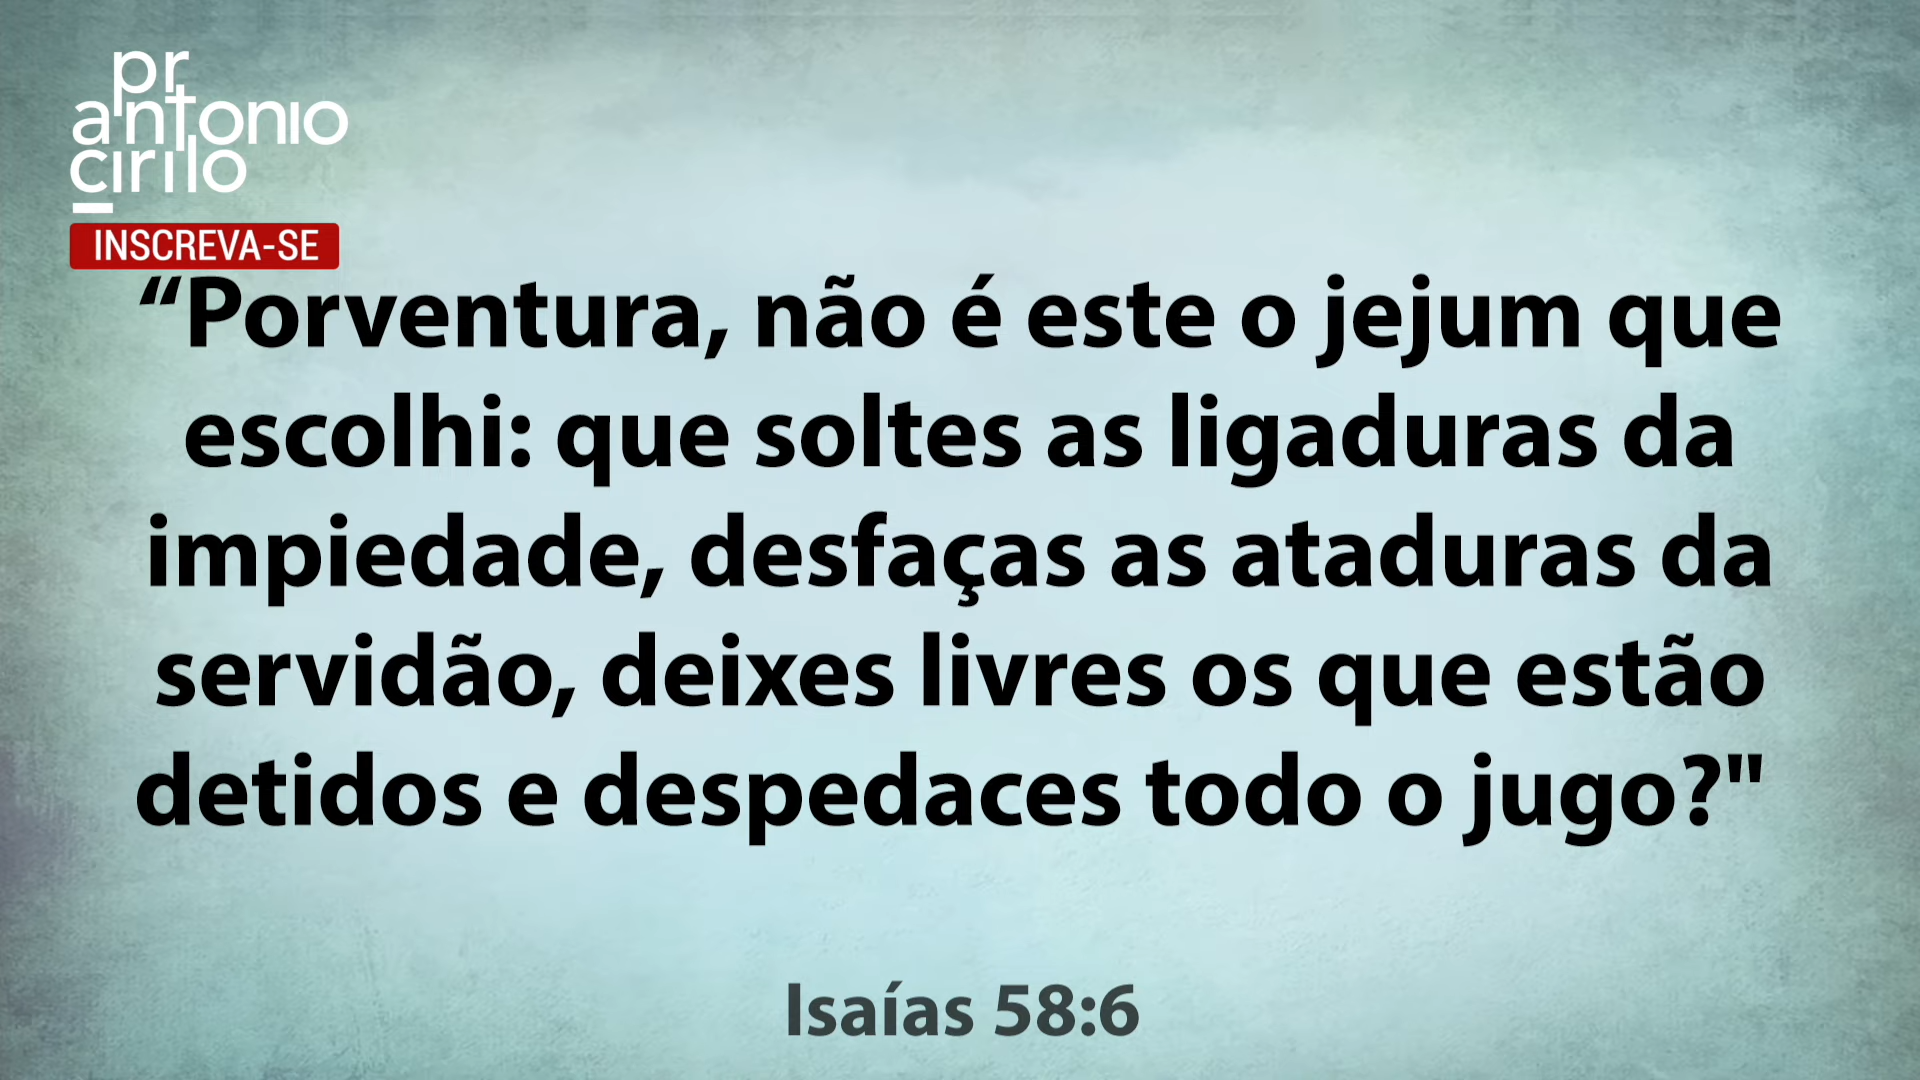 pr
antonio
cirilo
INSCREVA-SE
“Porventura, não é este o jejum que
escolhi: que soltes as ligaduras da
impiedade, desfaças as ataduras da
servidão, deixes livres os que estão
detidos e despedaces todo o jugo?"
Isaías 58:6